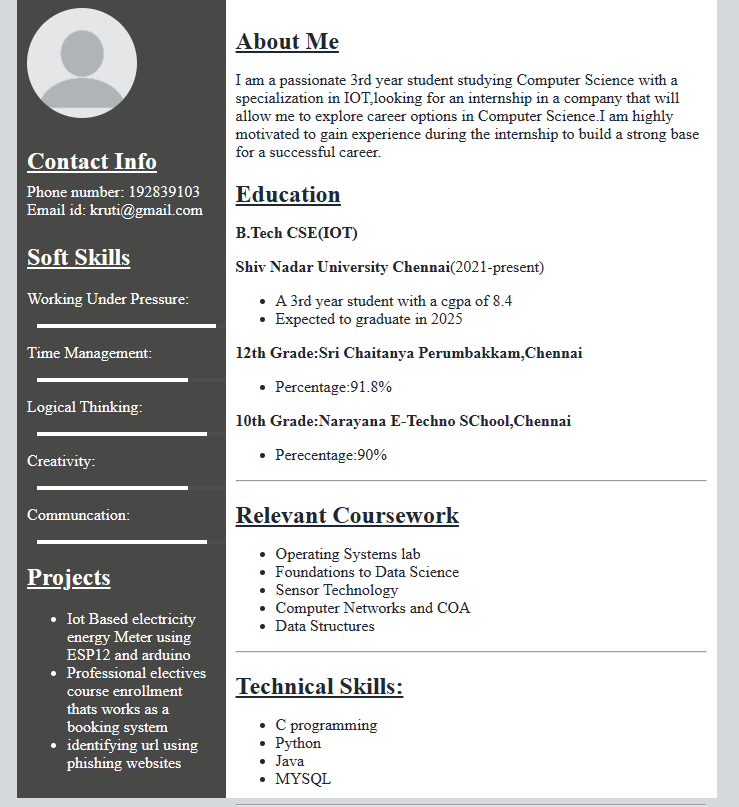 Contact Info
Phone number: 192839103
Email id: kruti@gmail.com
Soft Skills
Working Under Pressure:
Time Management:
Logical Thinking:
Creativity:
Communcation:
Projects
Iot Based electricity
energy Meter using
ESP12 and arduino
Professional electives
course enrollment
thats works as a
booking system
identifying url using
phishing websites
About Me
I am a passionate 3rd year student studying Computer Science with a
specialization in IOT,looking for an internship in a company that will
allow me to explore career options in Computer Science.I am highly
motivated to gain experience during the internship to build a strong base
for a successful career.
Education
B.Tech CSE(IOT)
Shiv Nadar University Chennai(2021-present)
A 3rd year student with a cgpa of 8.4
Expected to graduate in 2025
12th Grade:Sri Chaitanya Perumbakkam,Chennai
Percentage:91.8%
10th Grade:Narayana E-Techno SChool,Chennai
Perecentage:90%
Relevant Coursework
Operating Systems lab
Foundations to Data Science
Sensor Technology
Computer Networks and COA
Data Structures
Technical Skills:
C programming
Python
Java
MYSQL